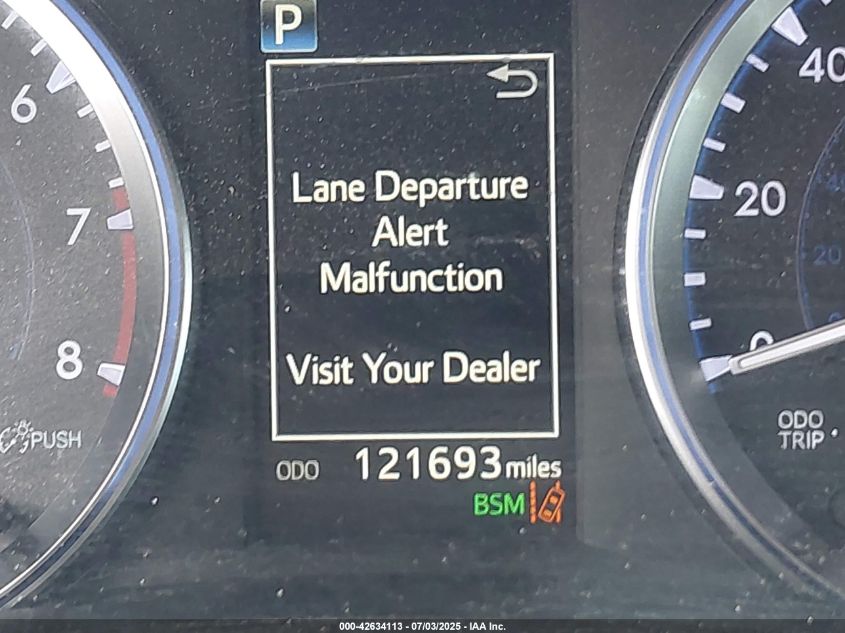 P
6
7
8
PUSH
Lane Departure
Alert
Malfunction
Visit Your Dealer
ODO 121693 miles
BSM
40
20
0
ODO
TRIP
000-42634113 - 07/03/2025 - IAA Inc.